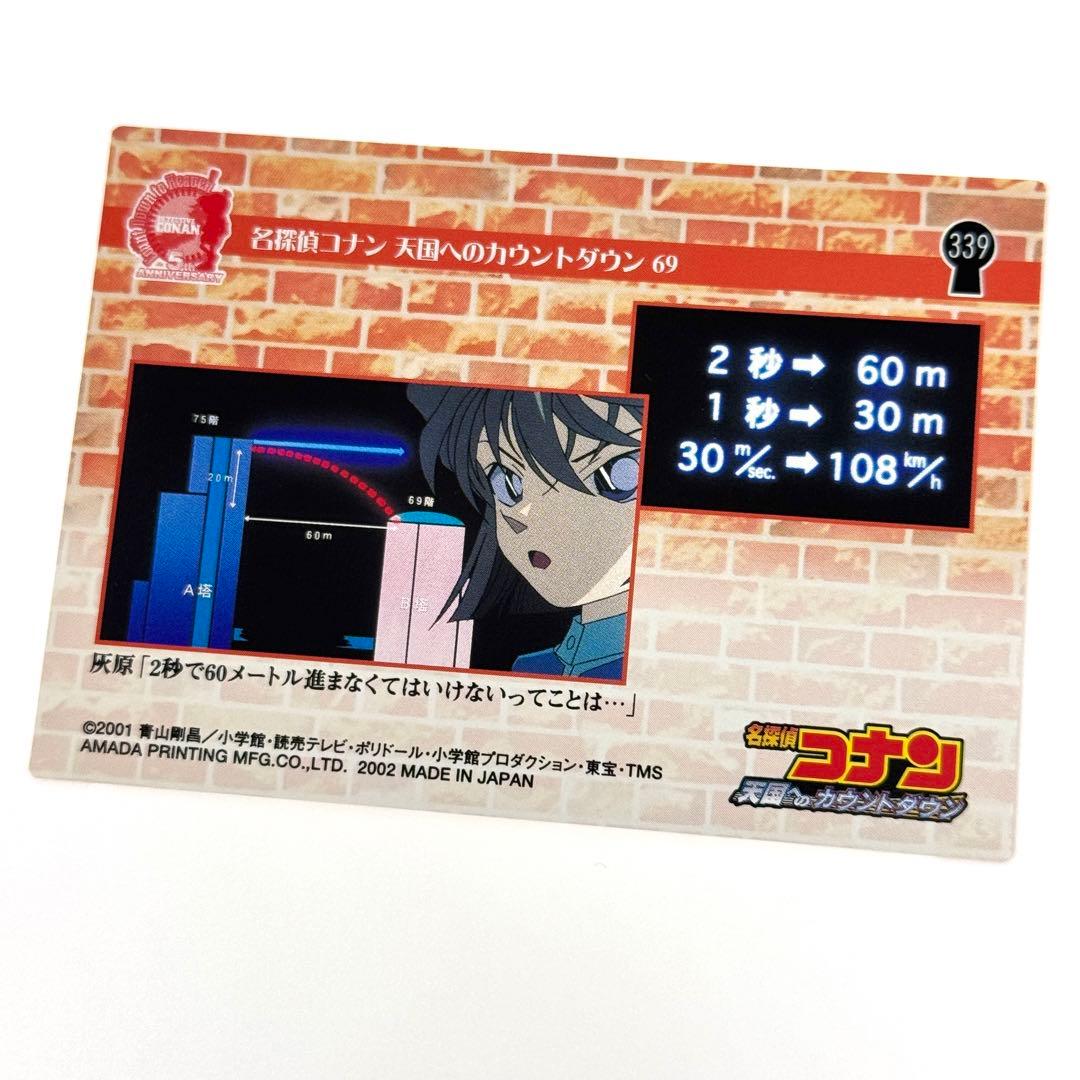 Count Down to Heaven
DETECTIVE
CONAN
5th
ANNIVERSARY
名探偵コナン 天国へのカウントダウン 69
339
2 秒➡ 60 m
1 秒➡ 30 m
30 m/sec. ➡ 108 km/h
75階
20m
69階
60m
A塔
B塔
灰原「2秒で60メートル進まなくてはいけないってことは…」
©2001 青山剛昌／小学館・読売テレビ・ポリドール・小学館プロダクション・東宝・TMS
AMADA PRINTING MFG.CO.,LTD. 2002 MADE IN JAPAN
名探偵
コナン
天国へのカウントダウン